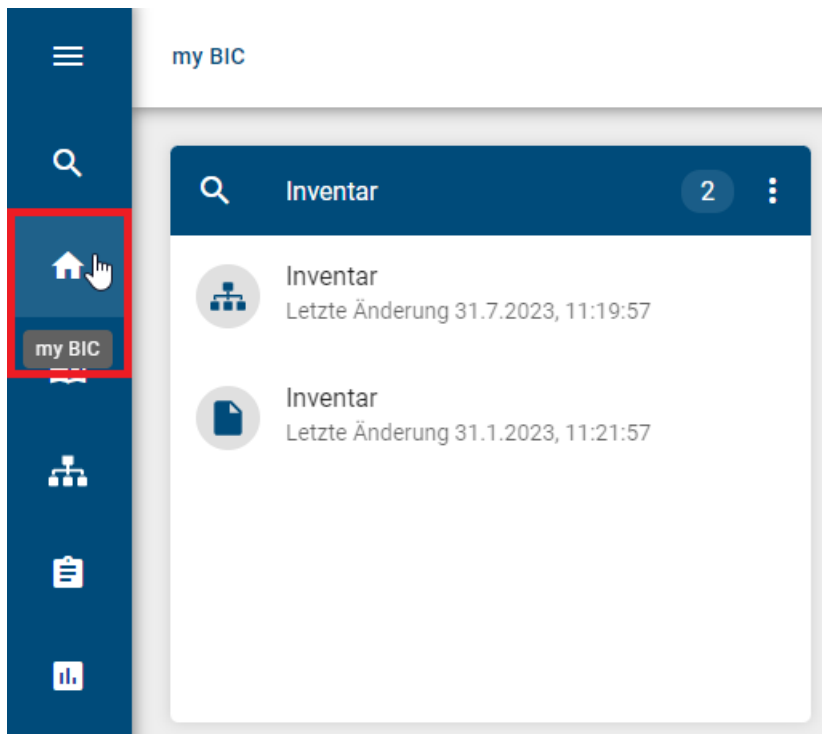 my BIC
Inventar 2
Inventar
Letzte Änderung 31.7.2023, 11:19:57
my BIC
Inventar
Letzte Änderung 31.1.2023, 11:21:57